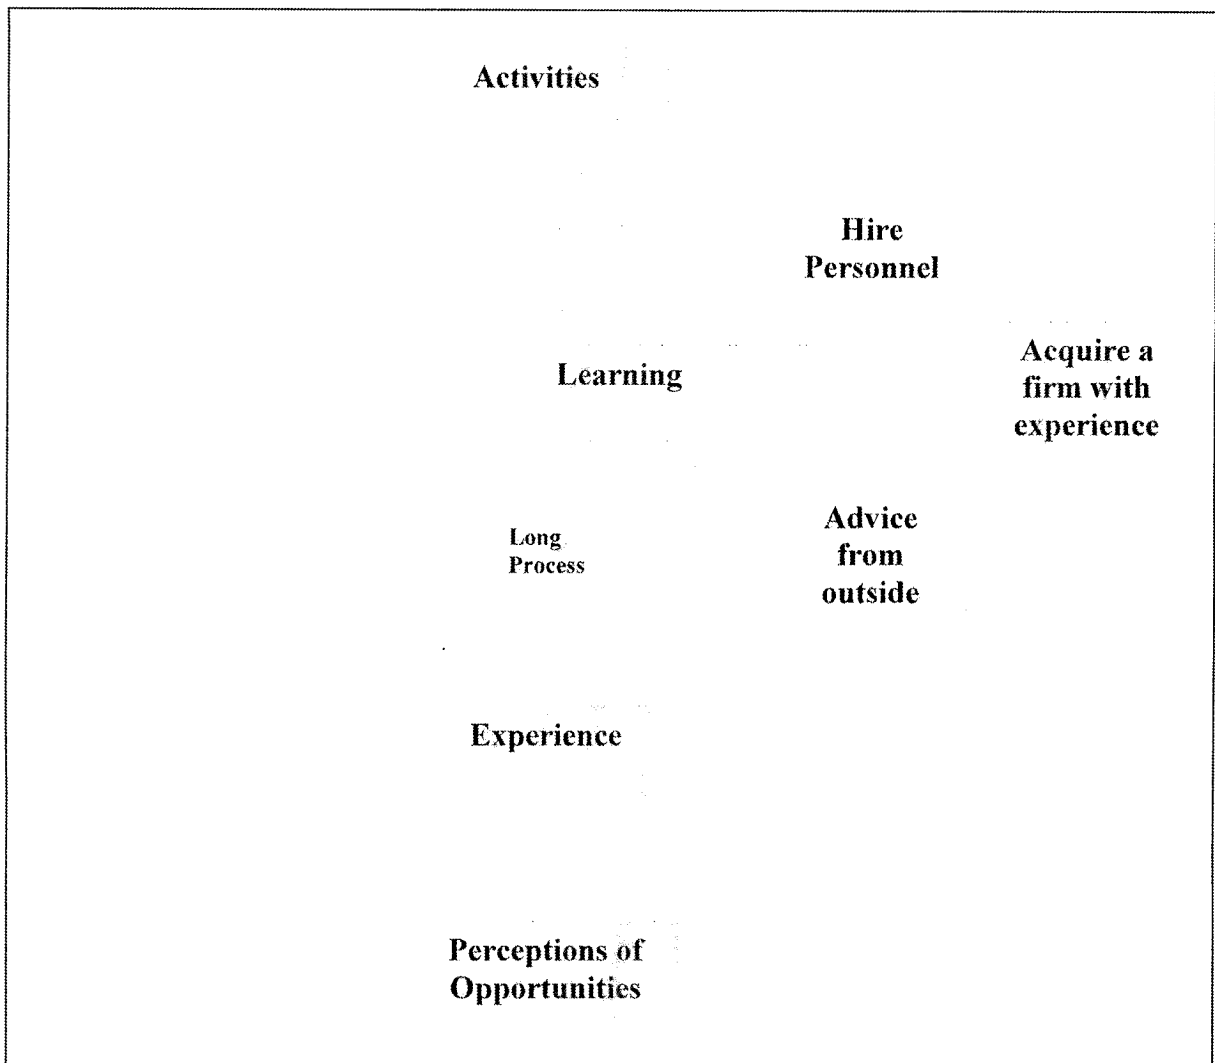 Activities
Hire
Personnel
Learning
Acquire a
firm with
experience
Long
Process
Advice
from
outside
Experience
Perceptions of
Opportunities